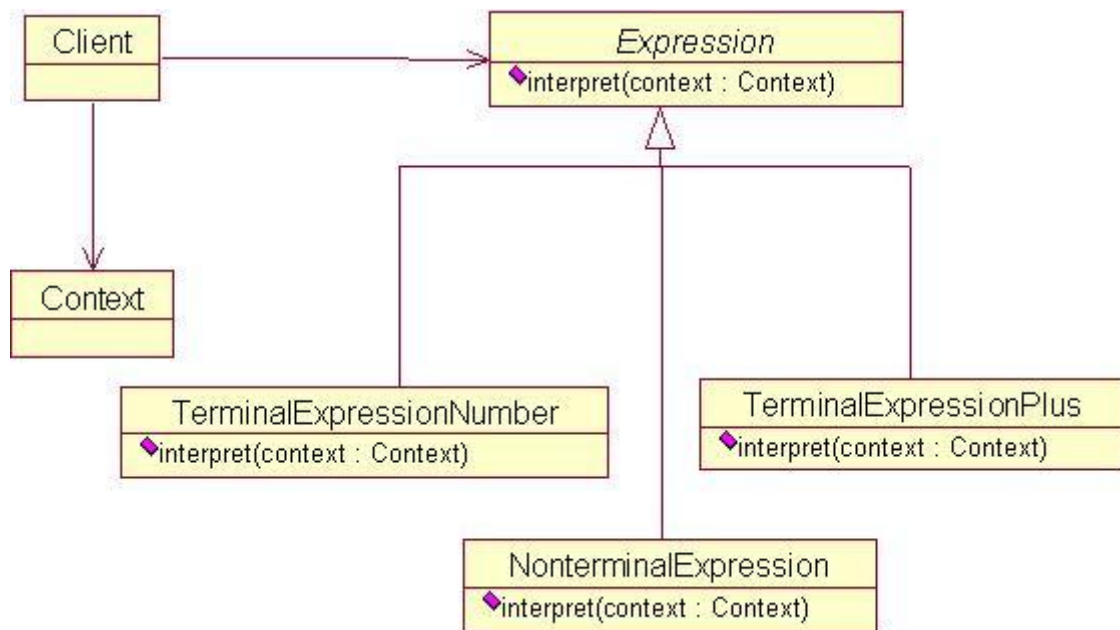 Client
Expression
interpret(context : Context)
Context
TerminalExpressionNumber
interpret(context : Context)
TerminalExpressionPlus
interpret(context : Context)
NonterminalExpression
interpret(context : Context)